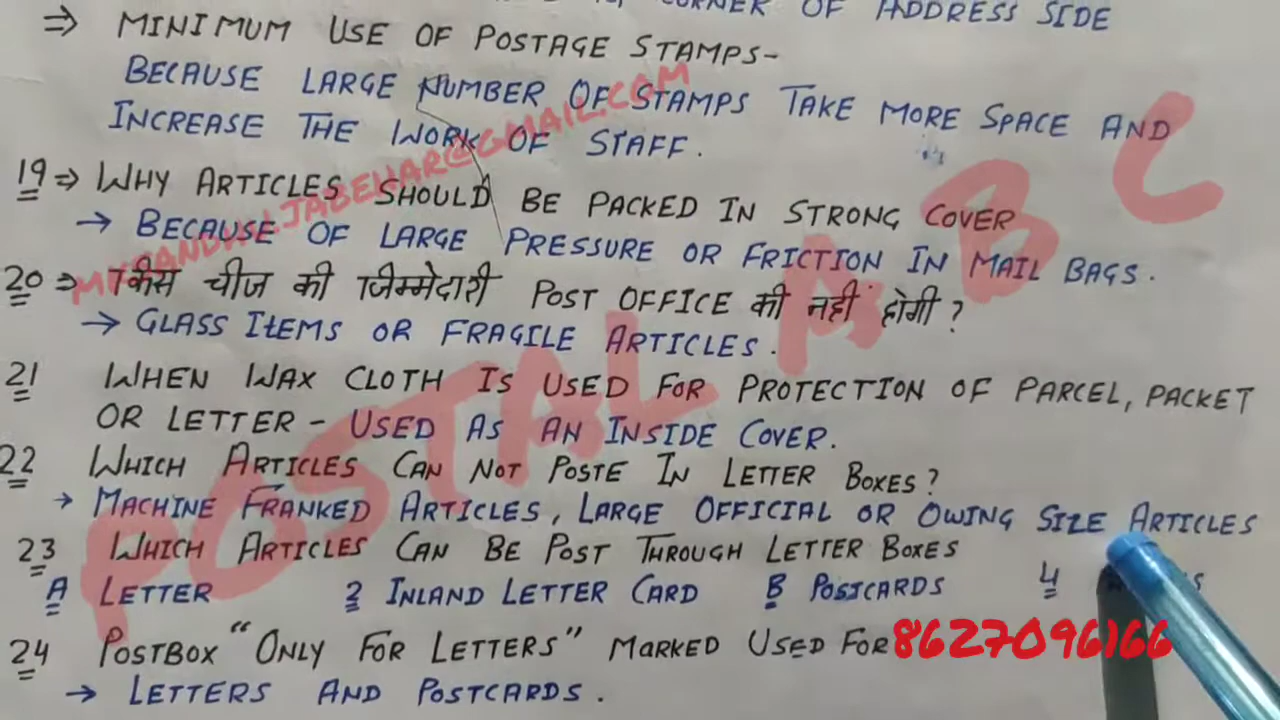 CORNER OF ADDRESS SIDE
⇒ MINIMUM USE OF POSTAGE STAMPS-
BECAUSE LARGE NUMBER OF STAMPS TAKE MORE SPACE AND
INCREASE THE WORK OF STAFF.
19 ⇒ WHY ARTICLES SHOULD BE PACKED IN STRONG COVER
→ BECAUSE OF LARGE PRESSURE OR FRICTION IN MAIL BAGS.
20 ⇒ किस चीज की जिम्मेदारी POST OFFICE की नही होगी ?
→ GLASS ITEMS OR FRAGILE ARTICLES.
21 WHEN WAX CLOTH IS USED FOR PROTECTION OF PARCEL, PACKET
OR LETTER - USED AS AN INSIDE COVER.
22 WHICH ARTICLES CAN NOT POSTE IN LETTER BOXES?
→ MACHINE FRANKED ARTICLES, LARGE OFFICIAL OR OWING SIZE ARTICLES
23 WHICH ARTICLES CAN BE POST THROUGH LETTER BOXES
A LETTER 2 INLAND LETTER CARD B POSTCARDS 4
24 POSTBOX "ONLY FOR LETTERS" MARKED USED FOR 8627096166
→ LETTERS AND POSTCARDS.
POSTAL A B C